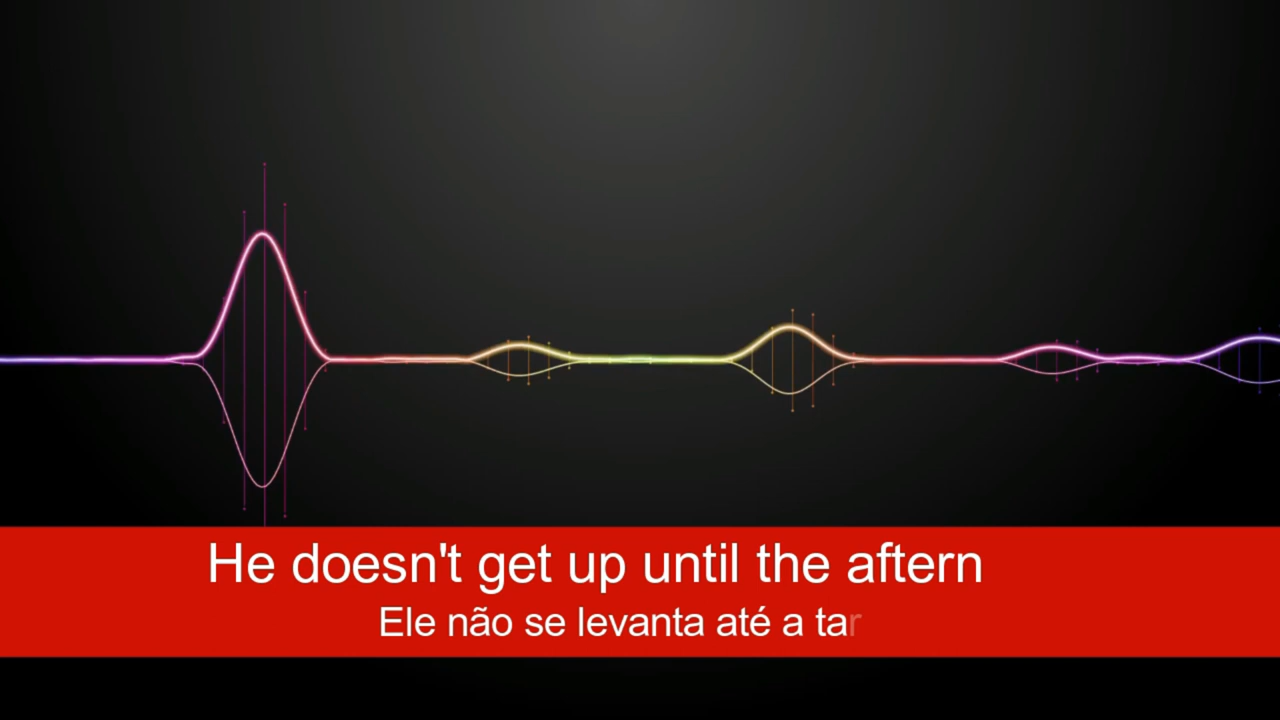 He doesn't get up until the aftern
Ele não se levanta até a tar